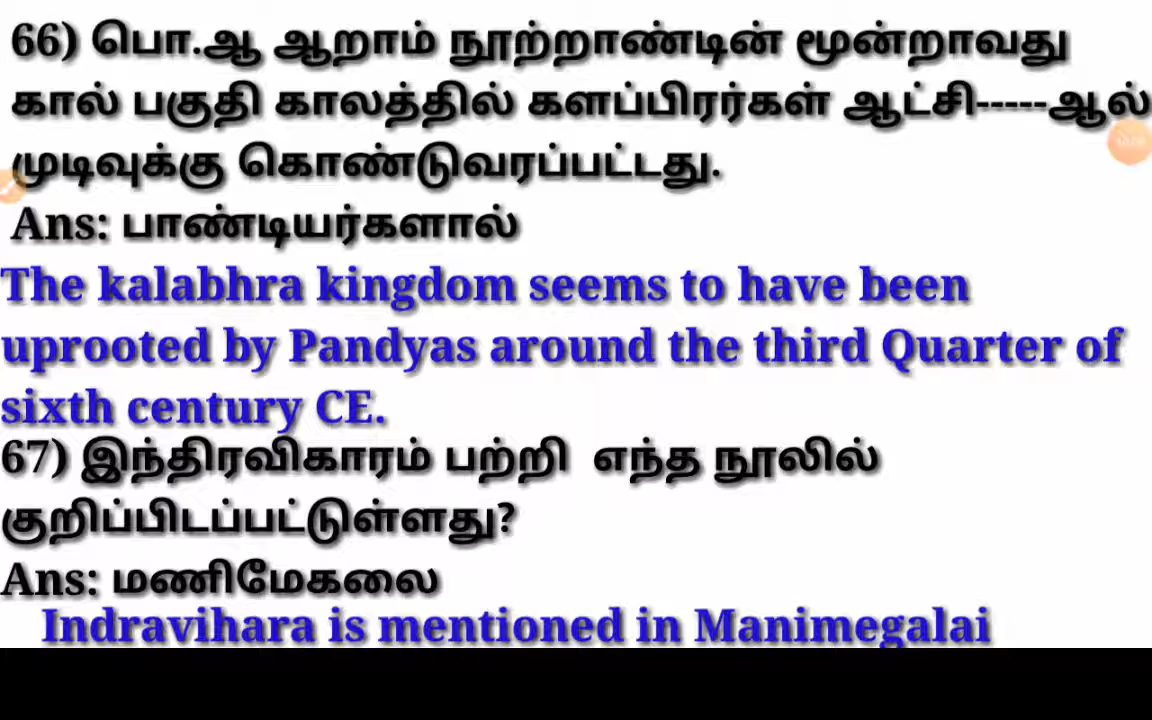 66) பொ.ஆ ஆறாம் நூற்றாண்டின் மூன்றாவது
கால் பகுதி காலத்தில் களப்பிரர்கள் ஆட்சி-----ஆல்
முடிவுக்கு கொண்டுவரப்பட்டது.
Ans: பாண்டியர்களால்
The kalabhra kingdom seems to have been
uprooted by Pandyas around the third Quarter of
sixth century CE.
67) இந்திரவிகாரம் பற்றி எந்த நூலில்
குறிப்பிடப்பட்டுள்ளது?
Ans: மணிமேகலை
Indravihara is mentioned in Manimegalai